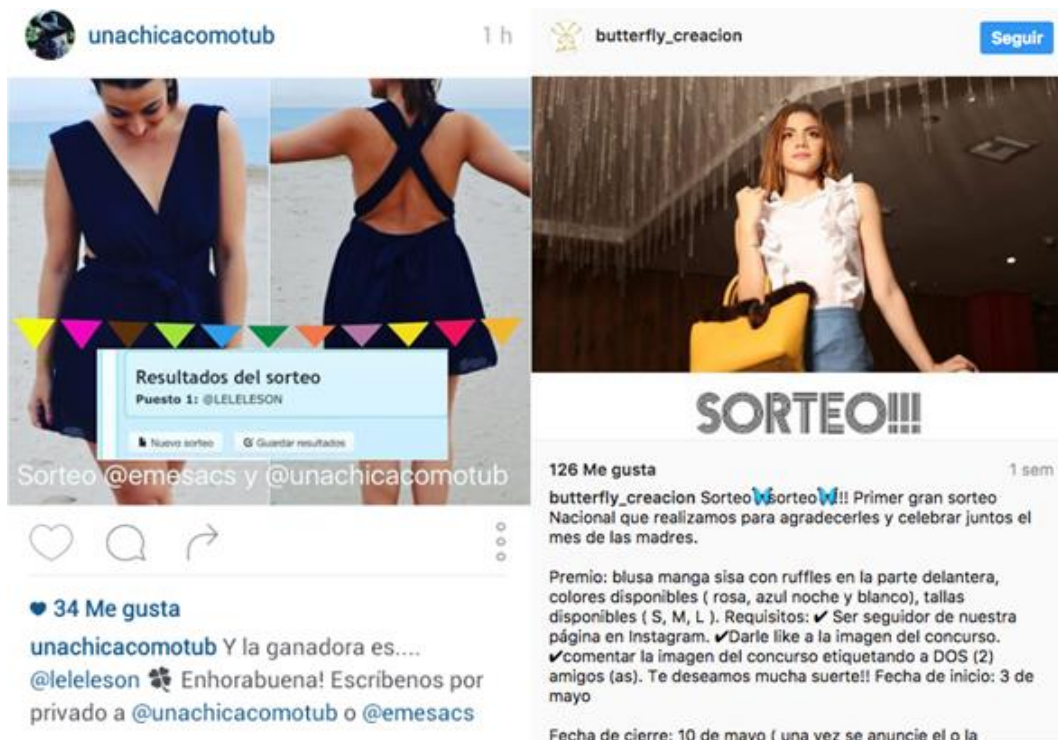 unachicacomotub
1 h
Resultados del sorteo
Puesto 1: @LELELESON
Nuevo sorteo
Guardar resultados
Sorteo @emesacs y @unachicacomotub
34 Me gusta
unachicacomotub Y la ganadora es....
@leleleson 🍀 Enhorabuena! Escríbenos por
privado a @unachicacomotub o @emesacs
butterfly_creacion
Seguir
SORTEO!!!
126 Me gusta
1 sem
butterfly_creacion Sorteo🦋sorteo🦋!!! Primer gran sorteo
Nacional que realizamos para agradecerles y celebrar juntos el
mes de las madres.
Premio: blusa manga sisa con ruffles en la parte delantera,
colores disponibles ( rosa, azul noche y blanco), tallas
disponibles ( S, M, L ). Requisitos: ✔ Ser seguidor de nuestra
página en Instagram. ✔Darle like a la imagen del concurso.
✔comentar la imagen del concurso etiquetando a DOS (2)
amigos (as). Te deseamos mucha suerte!! Fecha de inicio: 3 de
mayo
Fecha de cierre: 10 de mayo ( una vez se anuncie el o la